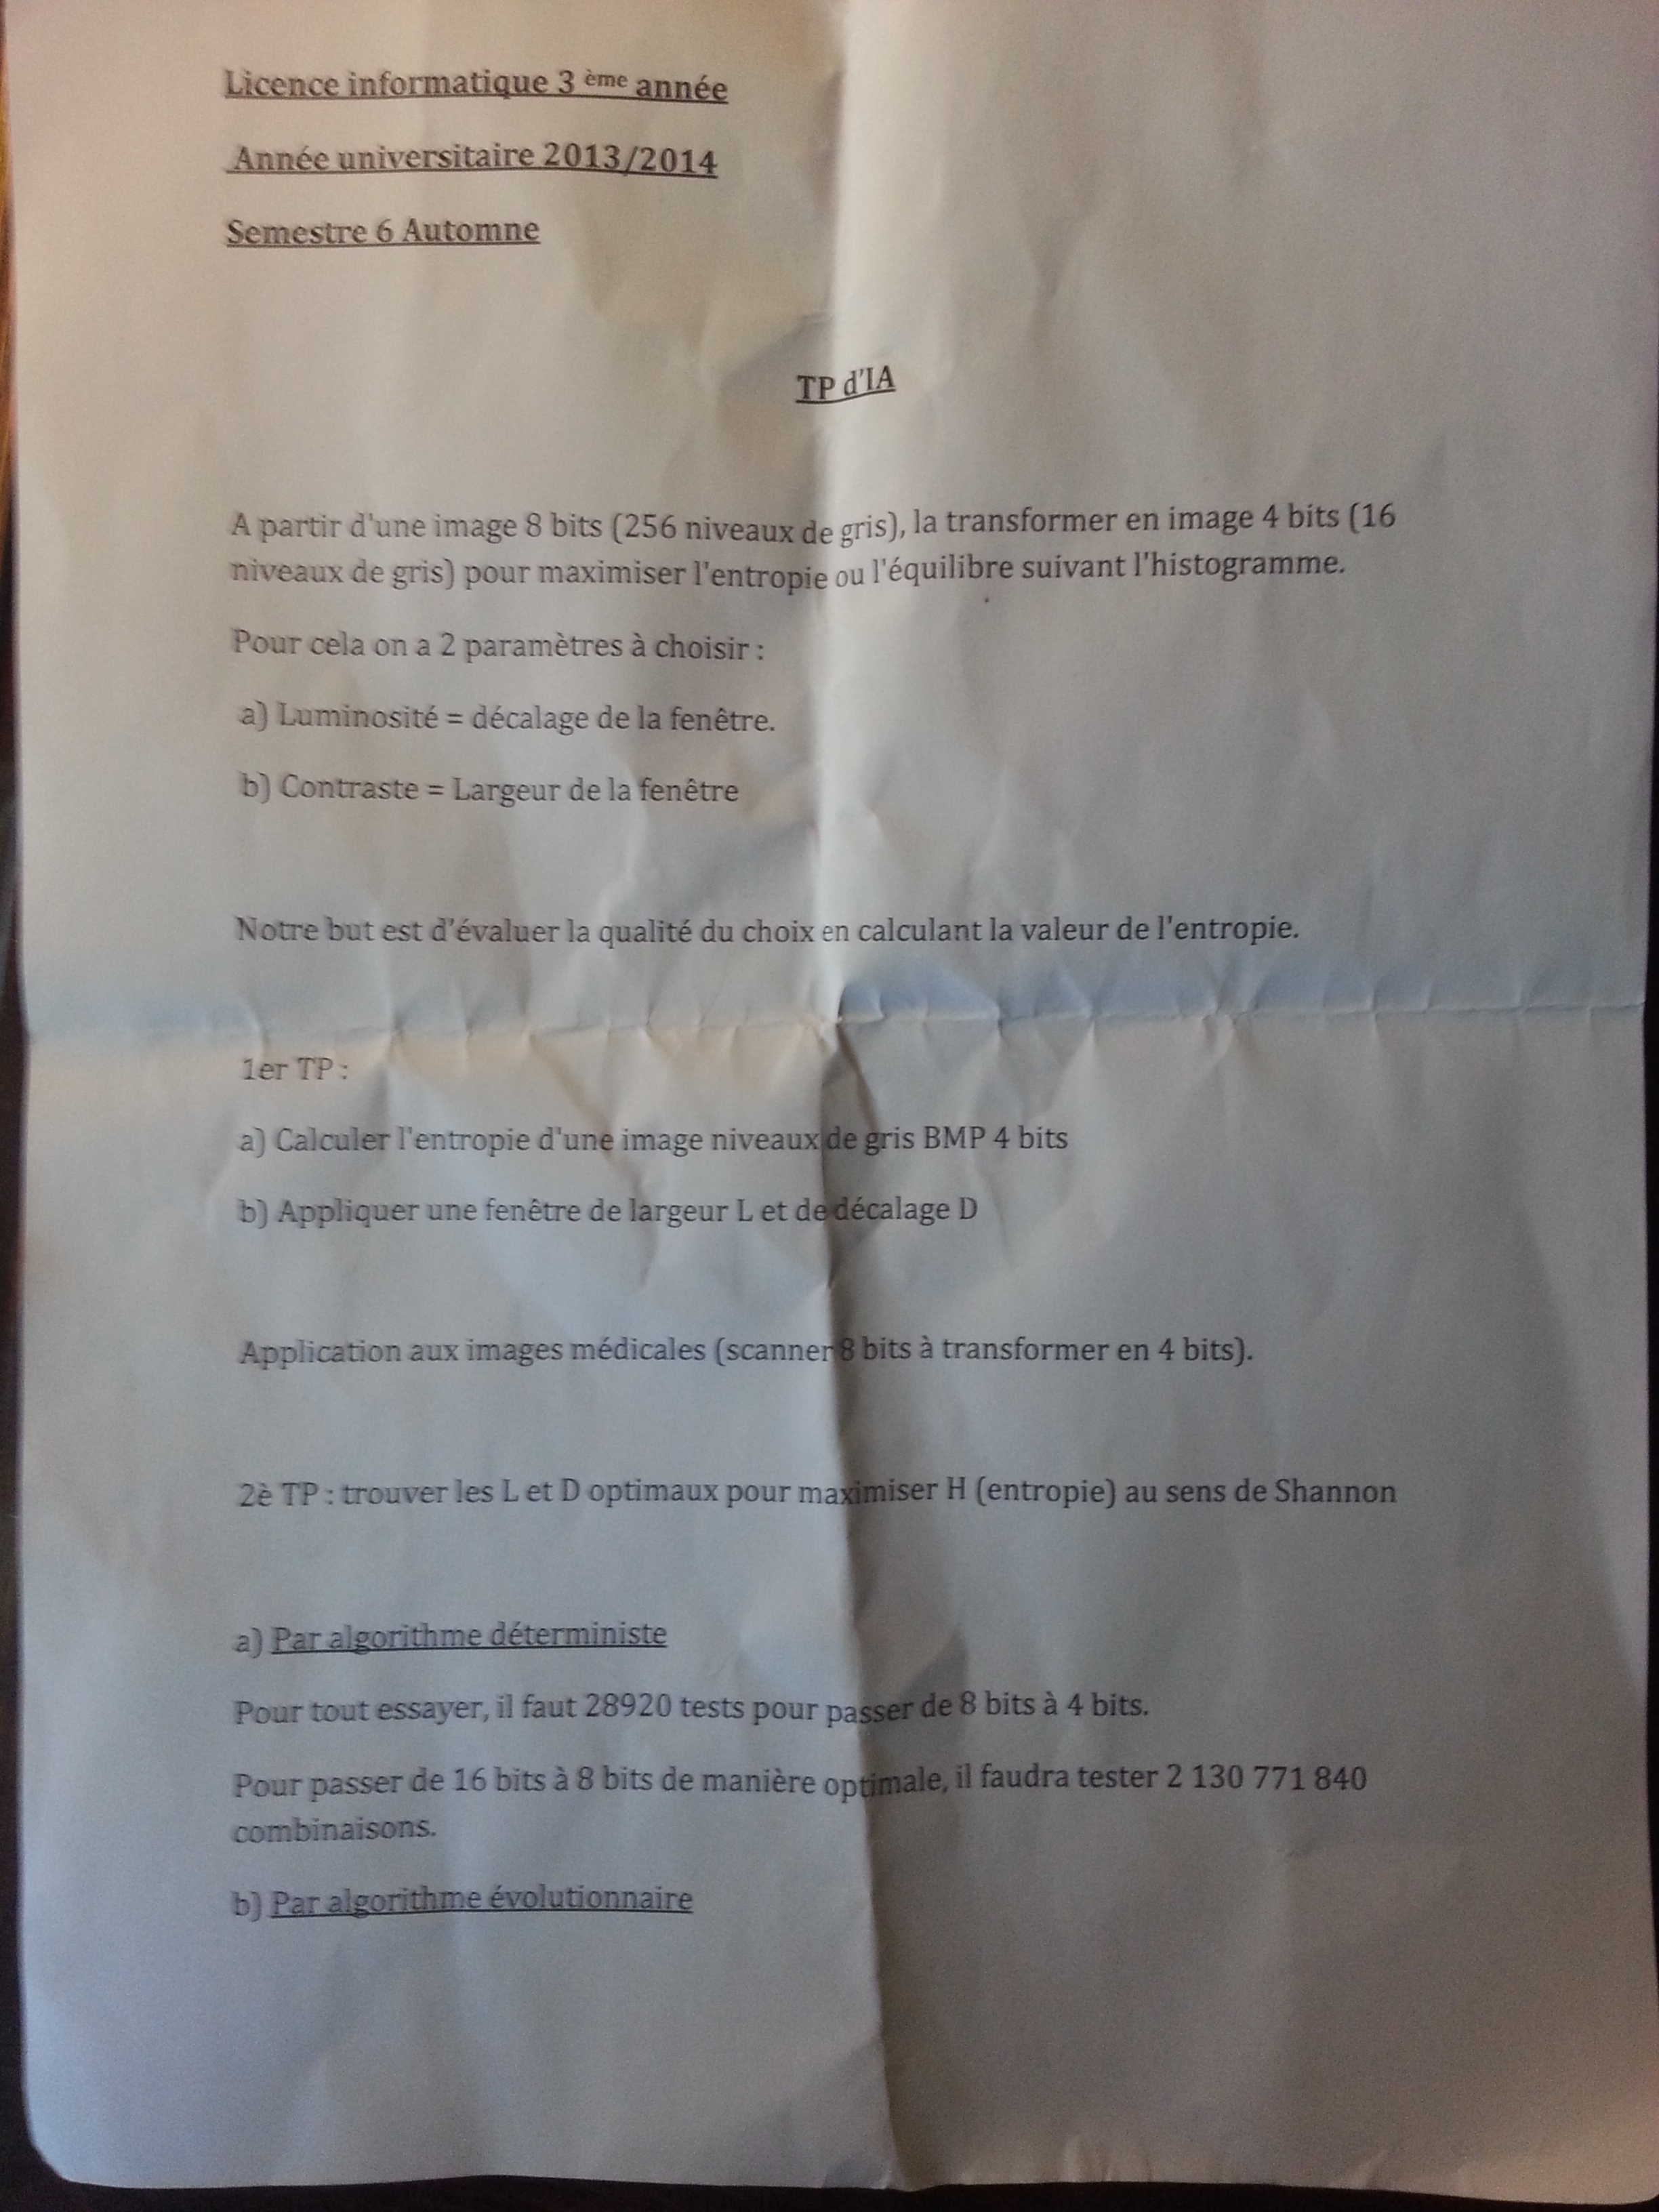 Licence informatique 3 ème année
Année universitaire 2013/2014
Semestre 6 Automne
TP d'IA
A partir d'une image 8 bits (256 niveaux de gris), la transformer en image 4 bits (16
niveaux de gris) pour maximiser l'entropie ou l'équilibre suivant l'histogramme.
Pour cela on a 2 paramètres à choisir :
a) Luminosité = décalage de la fenêtre.
b) Contraste = Largeur de la fenêtre
Notre but est d'évaluer la qualité du choix en calculant la valeur de l'entropie.
1er TP :
a) Calculer l'entropie d'une image niveaux de gris BMP 4 bits
b) Appliquer une fenêtre de largeur L et de décalage D
Application aux images médicales (scanner 8 bits à transformer en 4 bits).
2è TP : trouver les L et D optimaux pour maximiser H (entropie) au sens de Shannon
a) Par algorithme déterministe
Pour tout essayer, il faut 28920 tests pour passer de 8 bits à 4 bits.
Pour passer de 16 bits à 8 bits de manière optimale, il faudra tester 2 130 771 840
combinaisons.
b) Par algorithme évolutionnaire